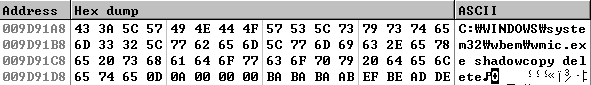 Address Hex dump ASCII
009D91A8 43 3A 5C 57 49 4E 44 4F 57 53 5C 73 79 73 74 65 C:₩WINDOWS₩syste
009D91B8 6D 33 32 5C 77 62 65 6D 5C 77 6D 69 63 2E 65 78 m32₩wbem₩wmic.ex
009D91C8 65 20 73 68 61 64 6F 77 63 6F 70 79 20 64 65 6C e shadowcopy del
009D91D8 65 74 65 0D 0A 00 00 00 BA BA BA AB EF BE AD DE ete